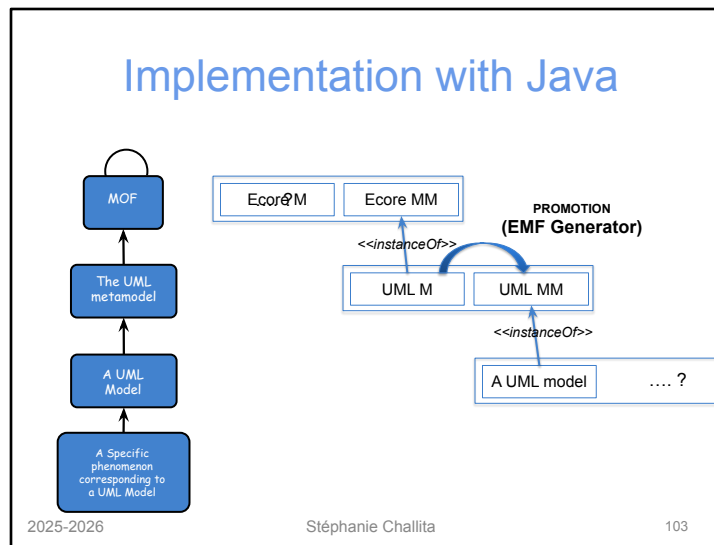 Implementation with Java
MOF
The UML
metamodel
A UML
Model
A Specific
phenomenon
corresponding to
a UML Model
Ecore M
Ecore MM
PROMOTION
(EMF Generator)
<<instanceOf>>
UML M
UML MM
<<instanceOf>>
A UML model
.... ?
2025-2026
Stéphanie Challita
103